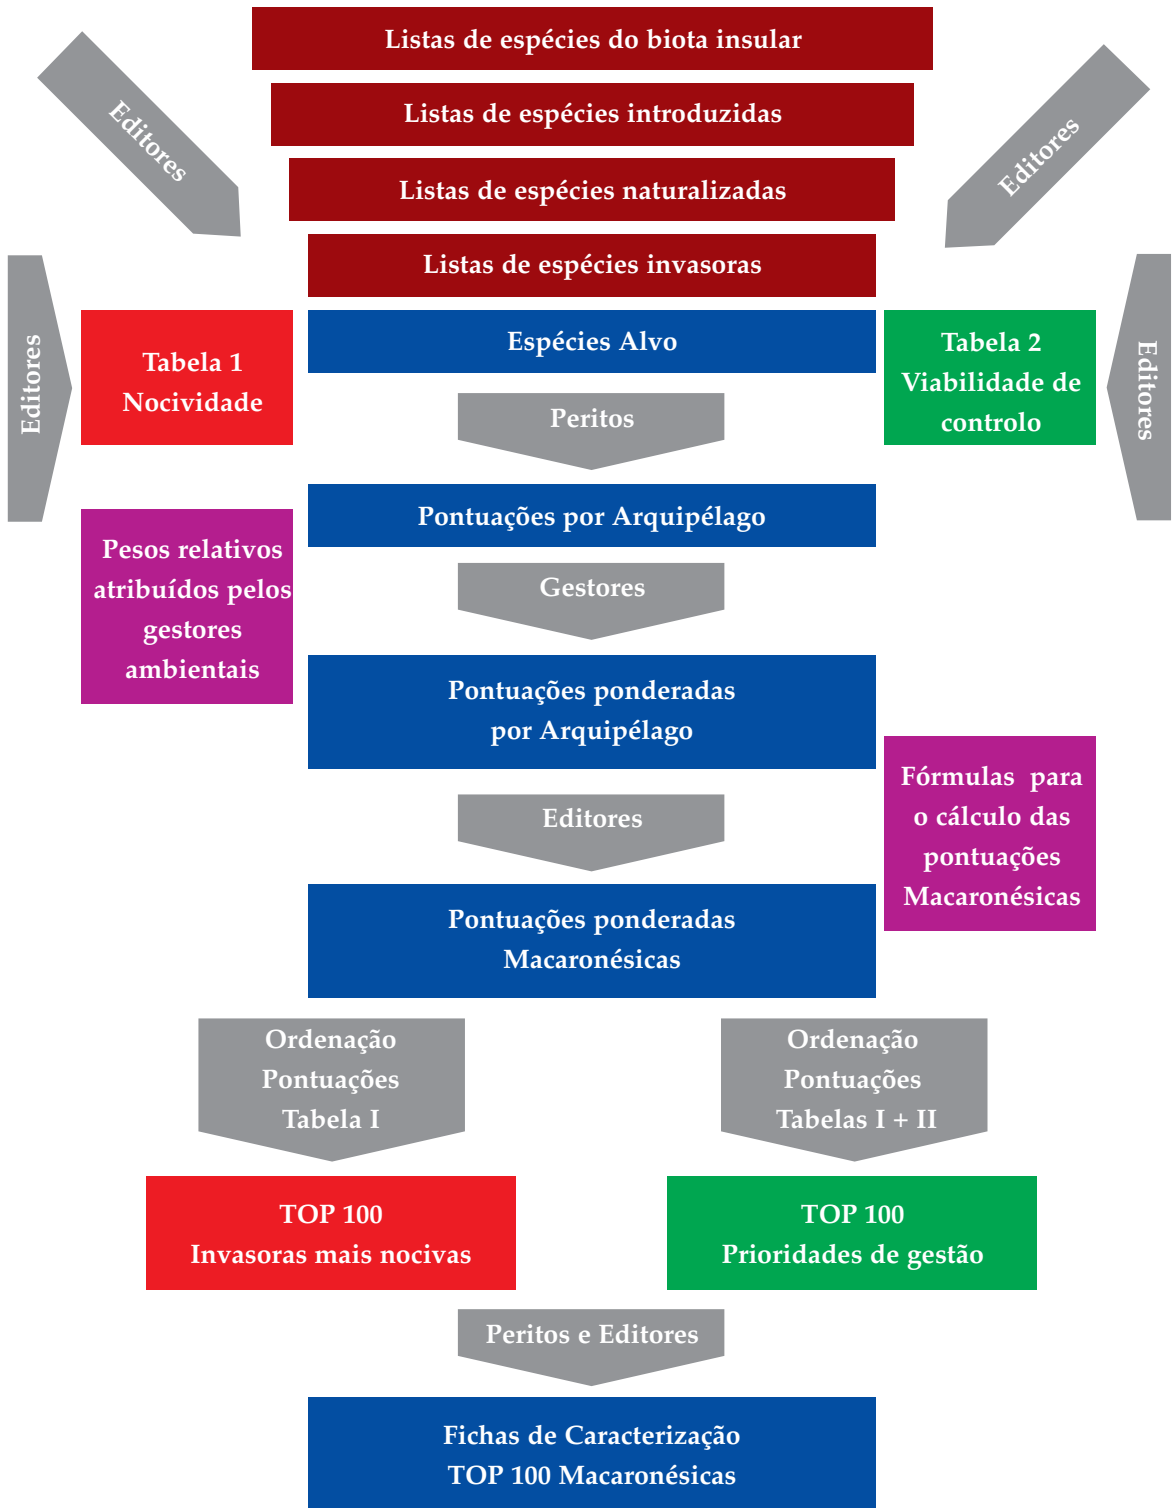 Listas de espécies do biota insular
Listas de espécies introduzidas
Listas de espécies naturalizadas
Listas de espécies invasoras
Editores
Editores
Editores
Editores
Tabela 1
Nocividade
Espécies Alvo
Tabela 2
Viabilidade de
controlo
Peritos
Pontuações por Arquipélago
Pesos relativos
atribuídos pelos
gestores
ambientais
Gestores
Pontuações ponderadas
por Arquipélago
Fórmulas para
o cálculo das
pontuações
Macaronésicas
Editores
Pontuações ponderadas
Macaronésicas
Ordenação
Pontuações
Tabela I
Ordenação
Pontuações
Tabelas I + II
TOP 100
Invasoras mais nocivas
TOP 100
Prioridades de gestão
Peritos e Editores
Fichas de Caracterização
TOP 100 Macaronésicas